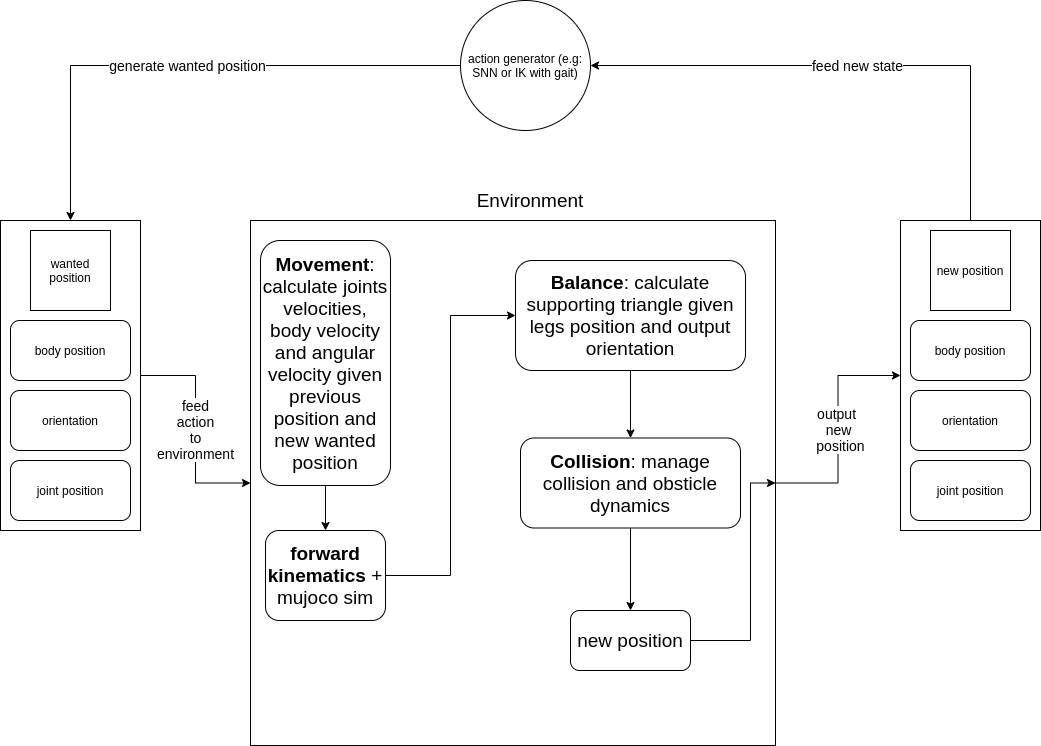 action generator (e.g:
SNN or IK with gait)
generate wanted position
feed new state
Environment
wanted
position
body position
orientation
joint position
feed
action
to
environment
Movement:
calculate joints
velocities,
body velocity
and angular
velocity given
previous
position and
new wanted
position
forward
kinematics +
mujoco sim
Balance: calculate
supporting triangle given
legs position and output
orientation
Collision: manage
collision and obsticle
dynamics
new position
output
new
position
new position
body position
orientation
joint position